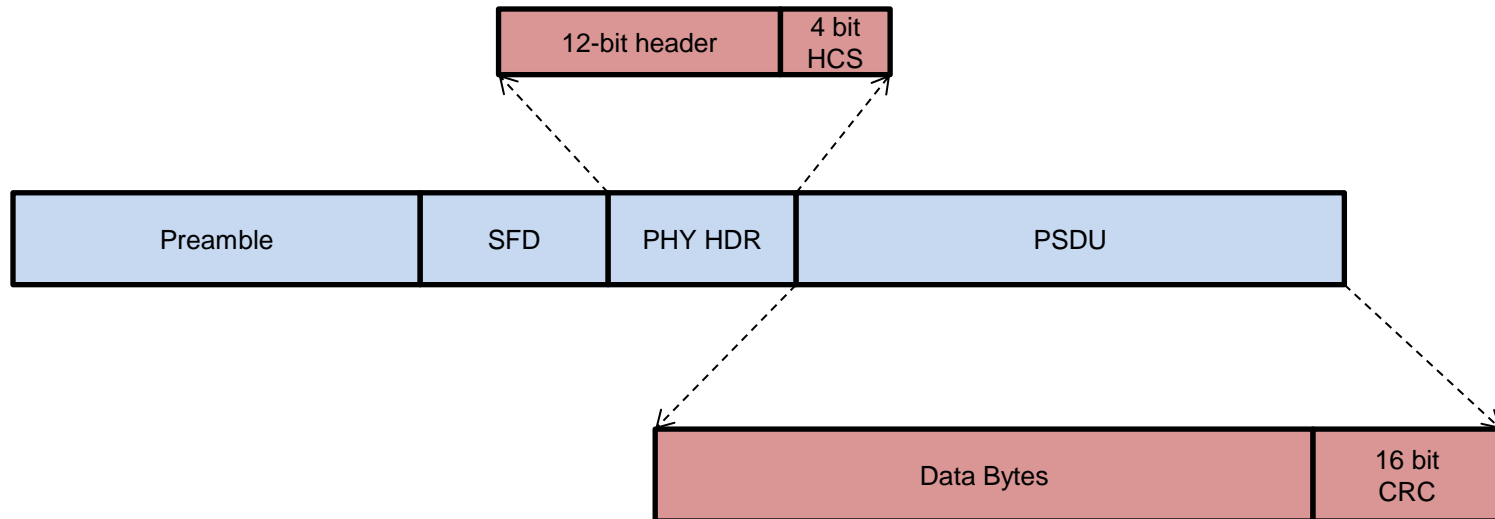 12-bit header
4 bit
HCS
Preamble
SFD
PHY HDR
PSDU
Data Bytes
16 bit
CRC